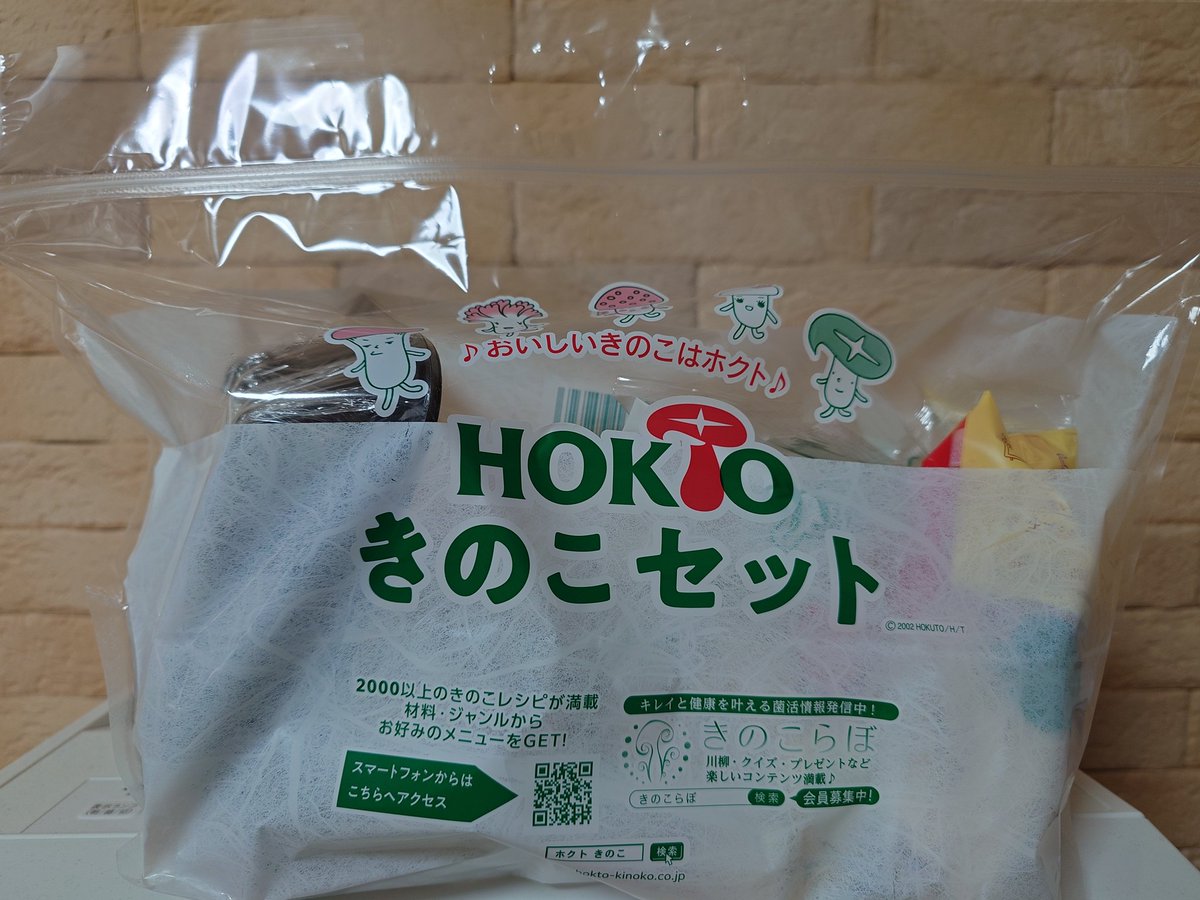 ♪おいしいきのこはホクト♪
HOKTO
きのこセット
©2002 HOKUTO/H/T
2000以上のきのこレシピが満載
材料・ジャンルから
お好みのメニューをGET!
スマートフォンからは
こちらへアクセス
ホクト きのこ 検索
hokto-kinoko.co.jp
キレイと健康を叶える菌活情報発信中!
きのこらぼ
川柳・クイズ・プレゼントなど
楽しいコンテンツ満載♪
きのこらぼ 検索 会員募集中!